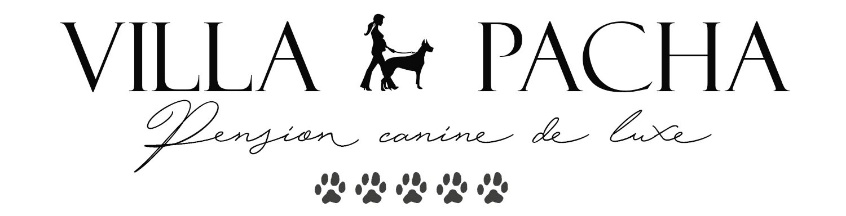 VILLA PACHA
Pension canine de luxe